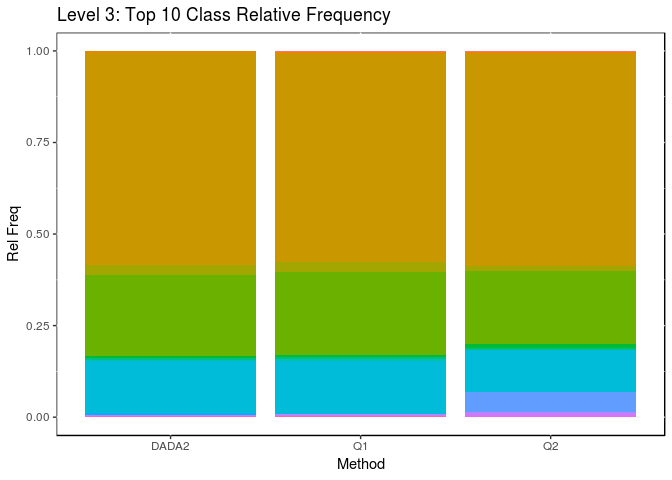 Level 3: Top 10 Class Relative Frequency
1.00
0.75
0.50
0.25
0.00
Rel Freq
DADA2 Q1 Q2
Method